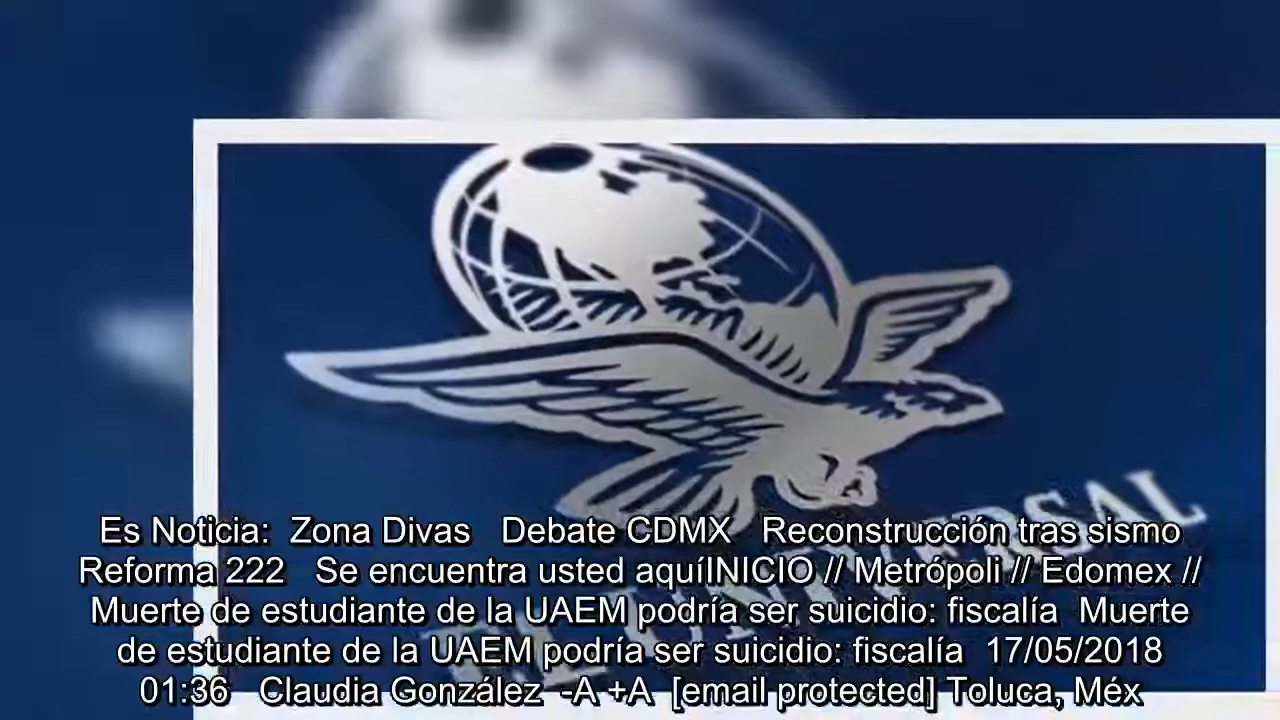 EL UNIVERSAL
Es Noticia: Zona Divas Debate CDMX Reconstrucción tras sismo
Reforma 222 Se encuentra usted aquíINICIO // Metrópoli // Edomex //
Muerte de estudiante de la UAEM podría ser suicidio: fiscalía Muerte
de estudiante de la UAEM podría ser suicidio: fiscalía 17/05/2018
01:36 Claudia González -A +A [email protected] Toluca, Méx